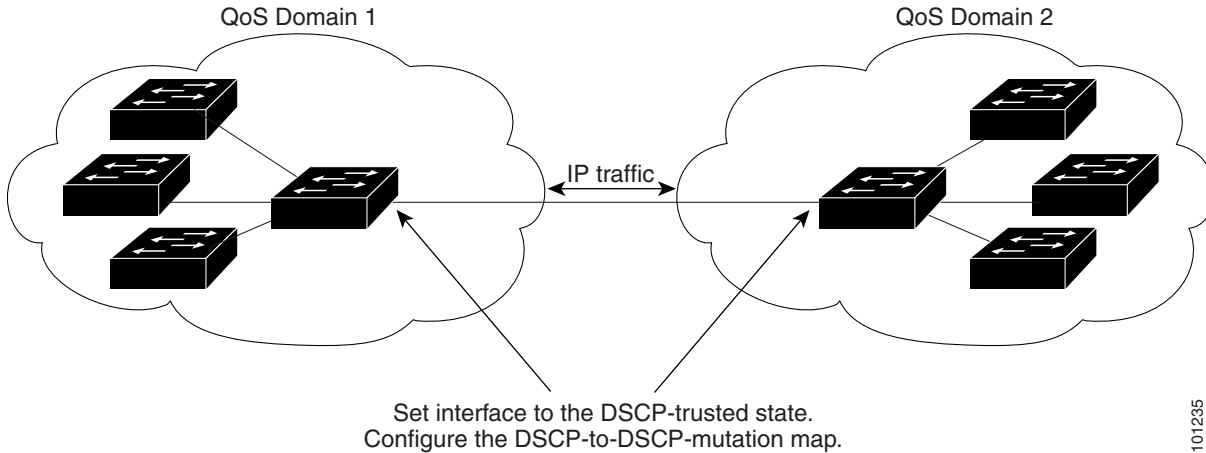 QoS Domain 1
QoS Domain 2
IP traffic
Set interface to the DSCP-trusted state.
Configure the DSCP-to-DSCP-mutation map.
101235